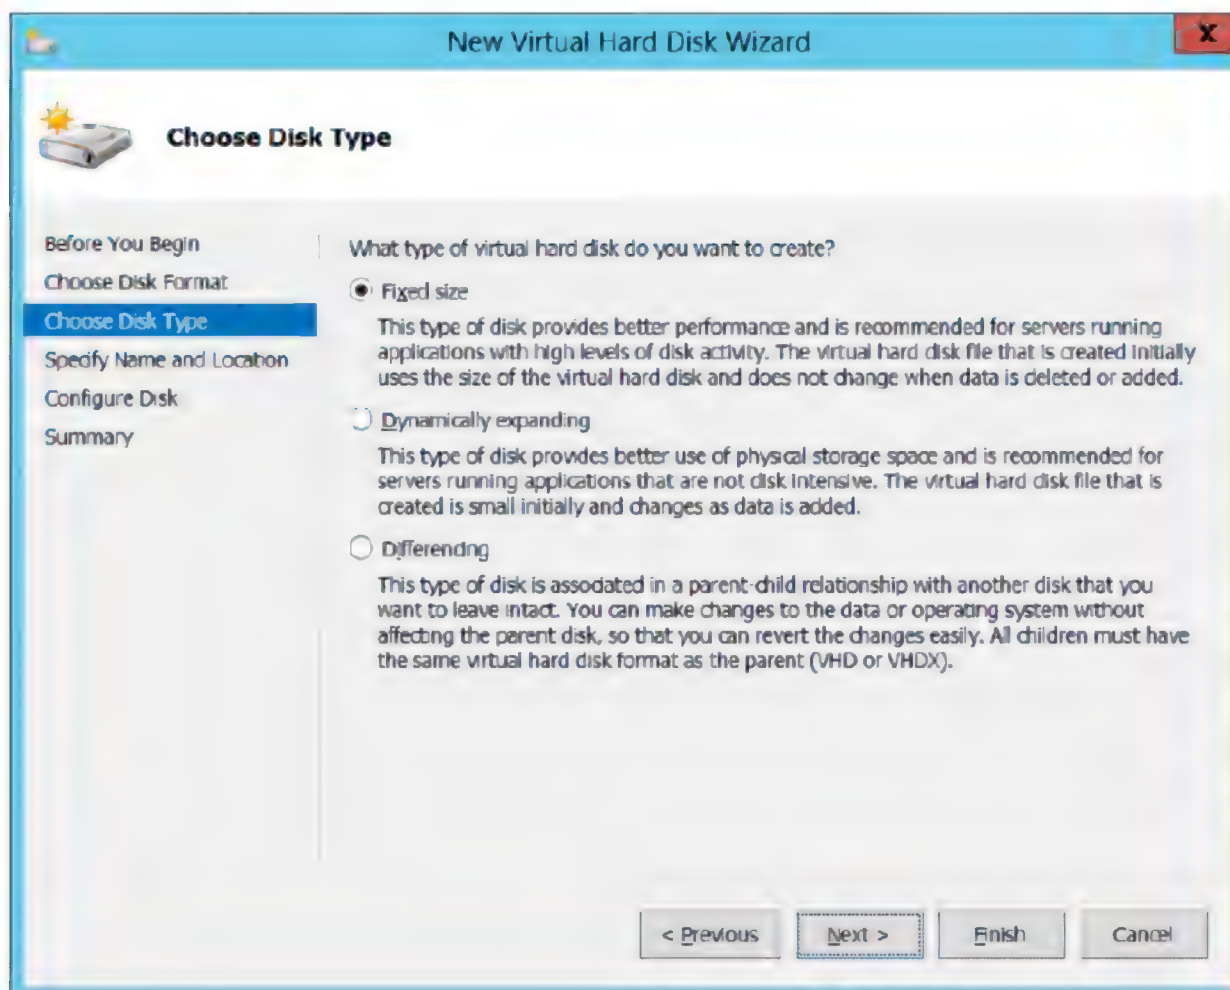 New Virtual Hard Disk Wizard
x
Choose Disk Type
Before You Begin
Choose Disk Format
Choose Disk Type
Specify Name and Location
Configure Disk
Summary
What type of virtual hard disk do you want to create?
Fixed size
This type of disk provides better performance and is recommended for servers running
applications with high levels of disk activity. The virtual hard disk file that is created initially
uses the size of the virtual hard disk and does not change when data is deleted or added.
Dynamically expanding
This type of disk provides better use of physical storage space and is recommended for
servers running applications that are not disk intensive. The virtual hard disk file that is
created is small initially and changes as data is added.
Differencing
This type of disk is associated in a parent-child relationship with another disk that you
want to leave intact. You can make changes to the data or operating system without
affecting the parent disk, so that you can revert the changes easily. All children must have
the same virtual hard disk format as the parent (VHD or VHDX).
< Previous
Next >
Finish
Cancel